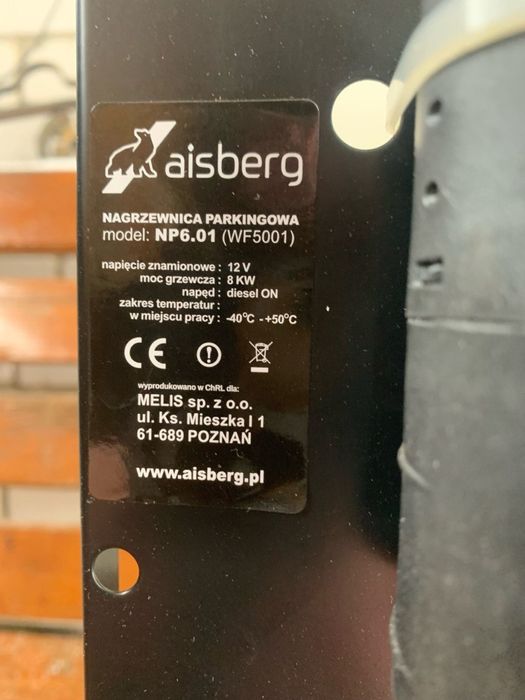 aisberg
NAGRZEWNICA PARKINGOWA
model: NP6.01 (WF5001)
napięcie znamionowe : 12 V
moc grzewcza : 8 KW
napęd : diesel ON
zakres temperatur :
w miejscu pracy : -40°C - +50°C
CE
wyprodukowano w ChRL dla:
MELIS sp. z o.o.
ul. Ks. Mieszka I 1
61-689 POZNAŃ
www.aisberg.pl